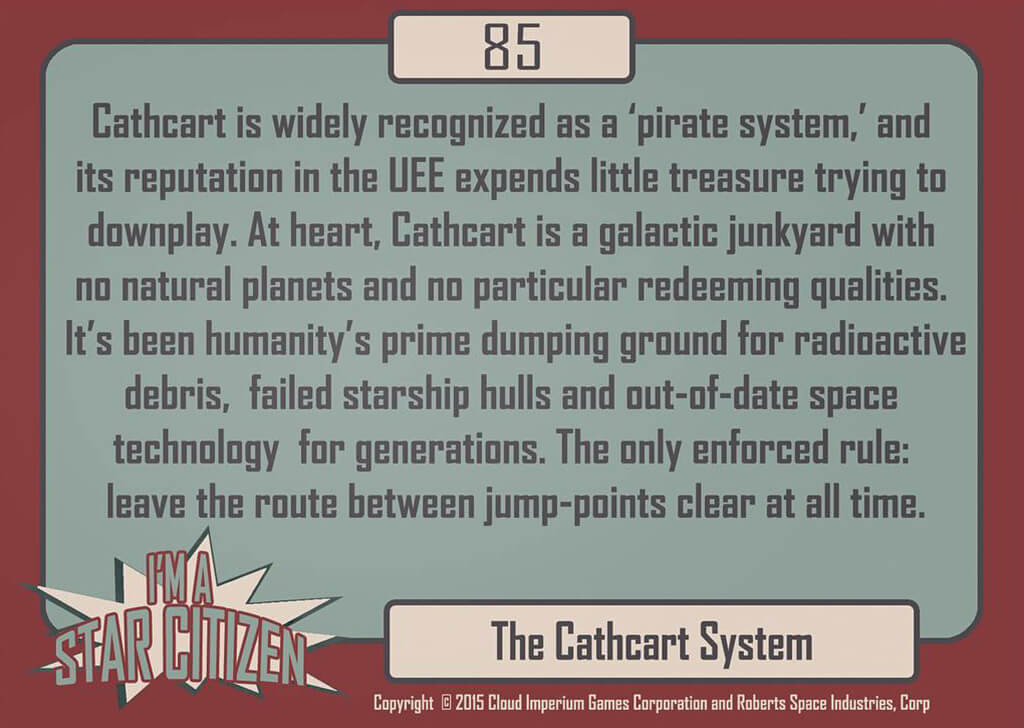 85
Cathcart is widely recognized as a ‘pirate system,’ and
its reputation in the UEE expends little treasure trying to
downplay. At heart, Cathcart is a galactic junkyard with
no natural planets and no particular redeeming qualities.
It’s been humanity’s prime dumping ground for radioactive
debris,  failed starship hulls and out-of-date space
technology  for generations. The only enforced rule:
leave the route between jump-points clear at all time.
I'M A
STAR CITIZEN
The Cathcart System
Copyright © 2015 Cloud Imperium Games Corporation and Roberts Space Industries, Corp